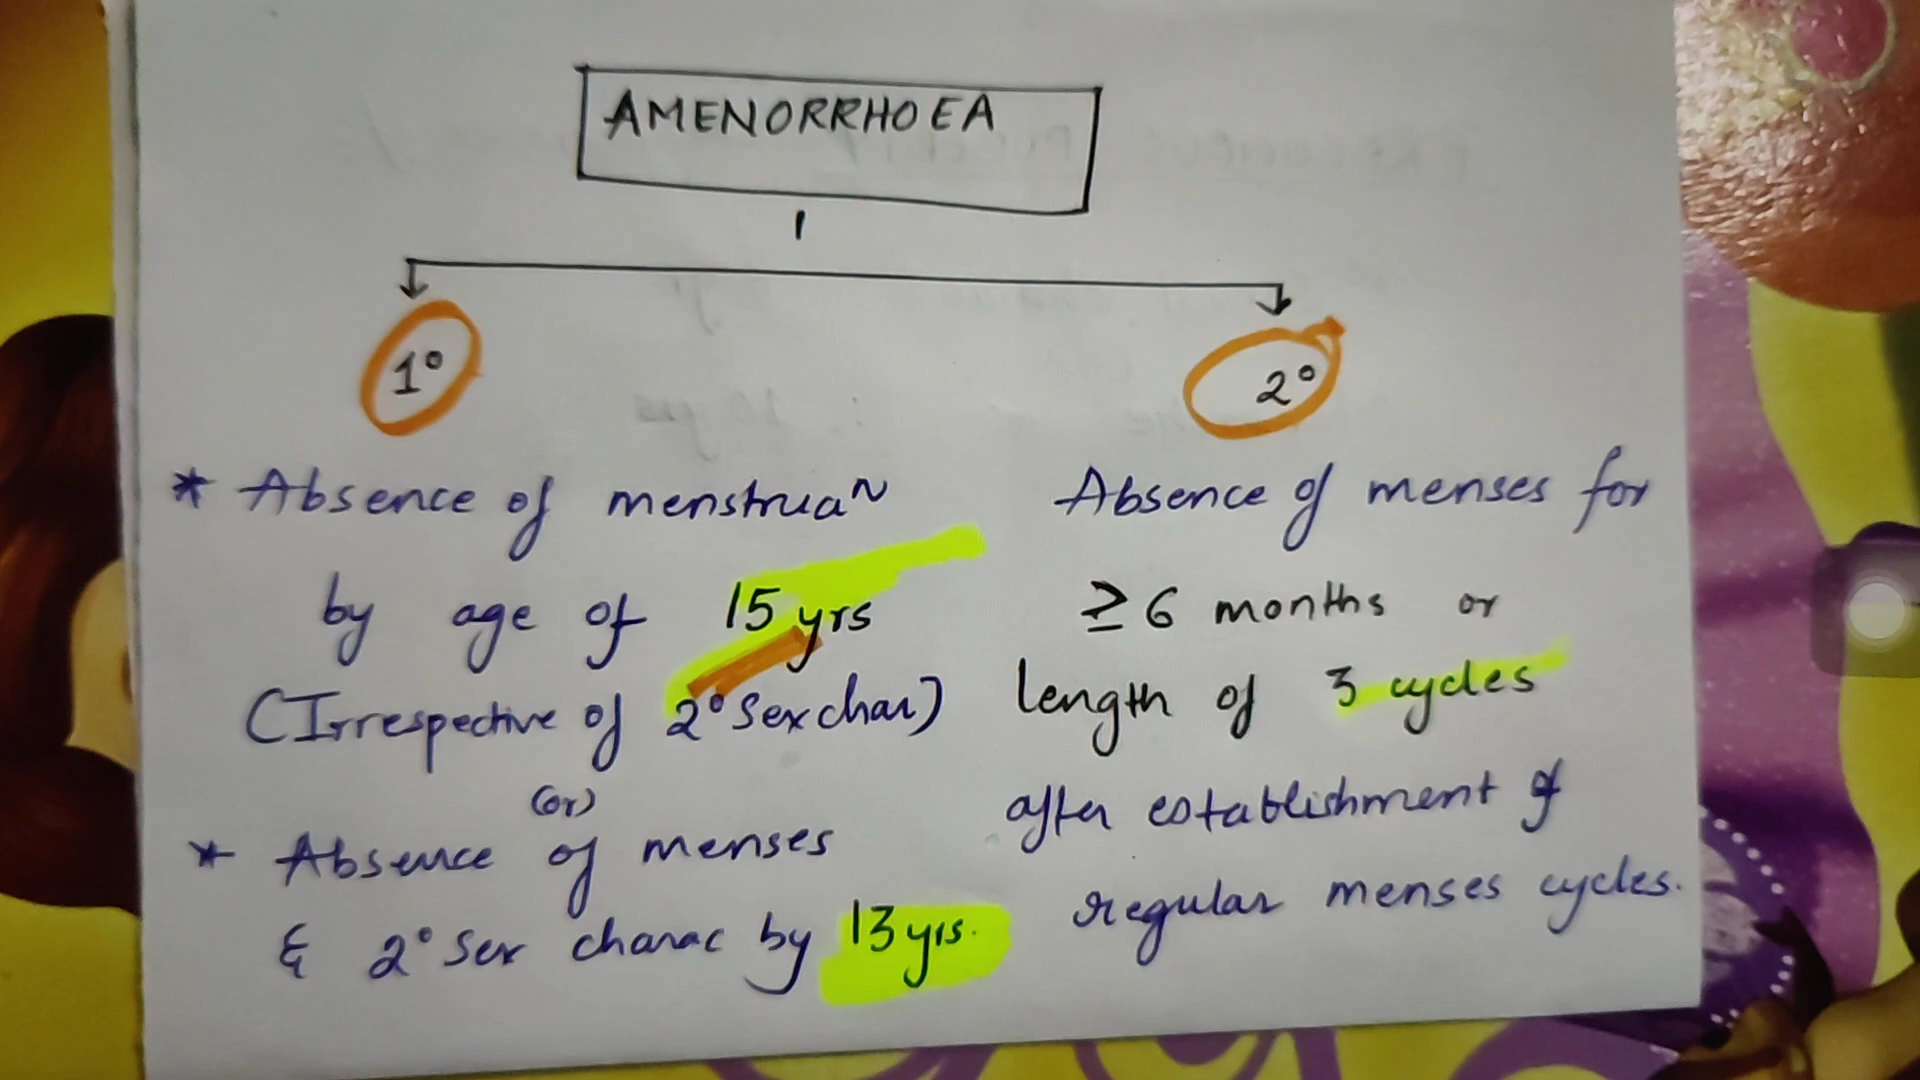 AMENORRHOEA
1°
2°
* Absence of menstrua~
by age of 15 yrs
(Irrespective of 2° Sex char)
(or)
* Absence of menses
& 2° Sex charac by 13 yrs.
Absence of menses for
≥ 6 months or
length of 3 cycles
after establishment of
regular menses cycles.